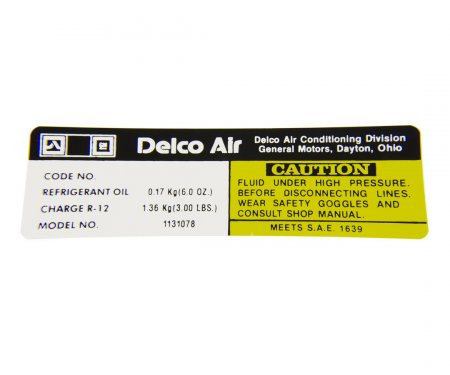 Delco Air
Delco Air Conditioning Division
General Motors, Dayton, Ohio
CODE NO.
REFRIGERANT OIL 0.17 Kg(6.0 OZ.)
CHARGE R-12 1.36 Kg(3.00 LBS.)
MODEL NO. 1131078
CAUTION
FLUID UNDER HIGH PRESSURE.
BEFORE DISCONNECTING LINES.
WEAR SAFETY GOGGLES AND
CONSULT SHOP MANUAL.
MEETS S.A.E. 1639